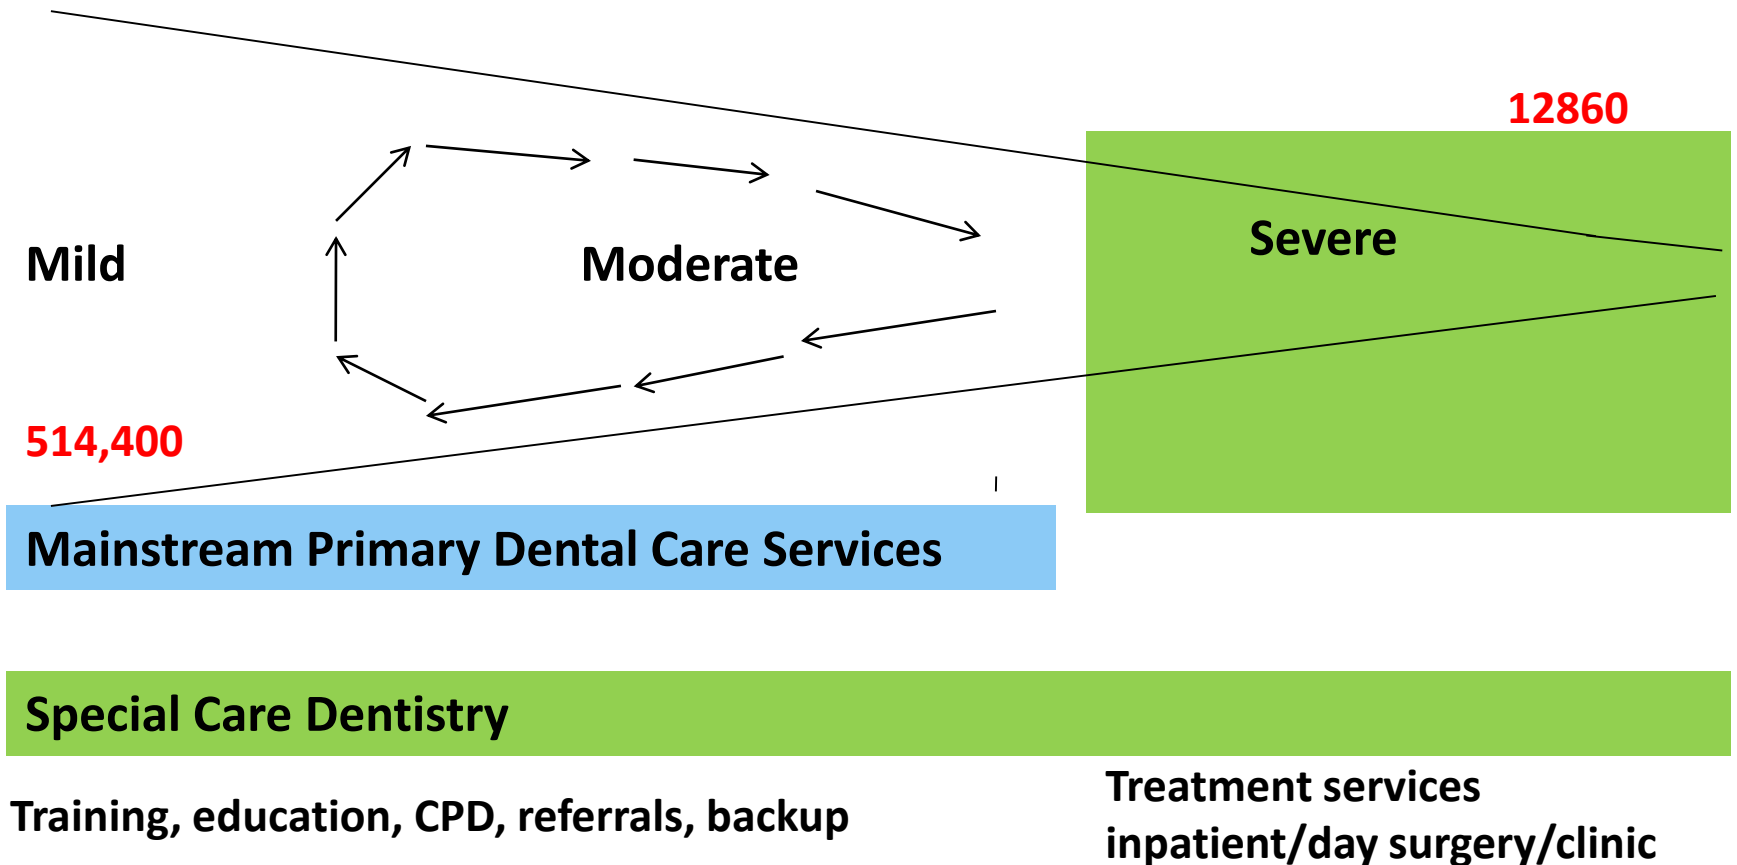 12860
Mild
Moderate
Severe
514,400
Mainstream Primary Dental Care Services
Special Care Dentistry
Training, education, CPD, referrals, backup
Treatment services
inpatient/day surgery/clinic